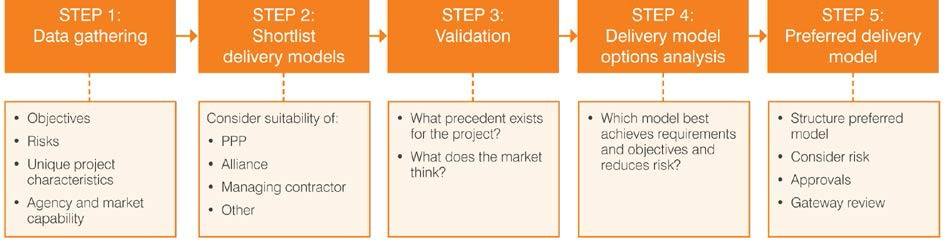 STEP 1:
Data gathering
STEP 2:
Shortlist
delivery models
STEP 3:
Validation
STEP 4:
Delivery model
options analysis
STEP 5:
Preferred delivery
model
• Objectives
• Risks
• Unique project
characteristics
• Agency and market
capability
Consider suitability of:
• PPP
• Alliance
• Managing contractor
• Other
• What precedent exists
for the project?
• What does the market
think?
• Which model best
achieves requirements
and objectives and
reduces risk?
• Structure preferred
model
• Consider risk
• Approvals
• Gateway review